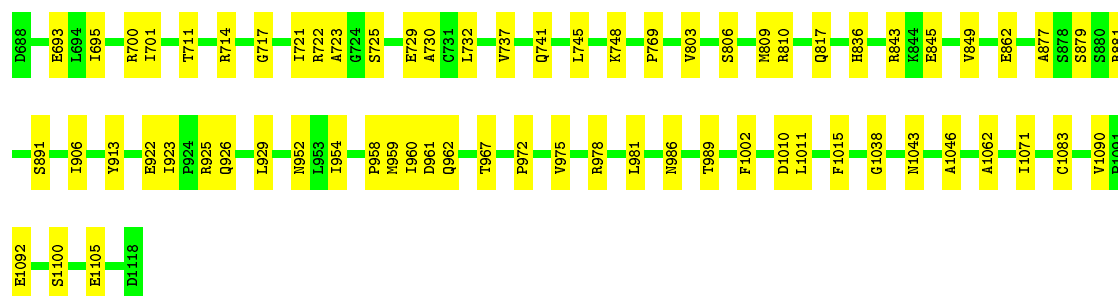 D688 E693 L694 I695 R700 I701 T711 R714 G717 I721 R722 A723 G724 S725 E729 A730 C731 L732 V737 Q741 L745 K748 P769 V803 S806 M809 R810 Q817 H836 R843 K844 E845 V849 E862 A877 S878 S879 S880 R881
S891 I906 Y913 E922 I923 P924 R925 Q926 L929 N952 L953 I954 P958 M959 I960 D961 Q962 T967 P972 V975 R978 L981 N986 T989 F1002 D1010 L1011 F1015 G1038 N1043 A1046 A1062 I1071 C1083 V1090 P1091
E1092 S1100 E1105 D1118